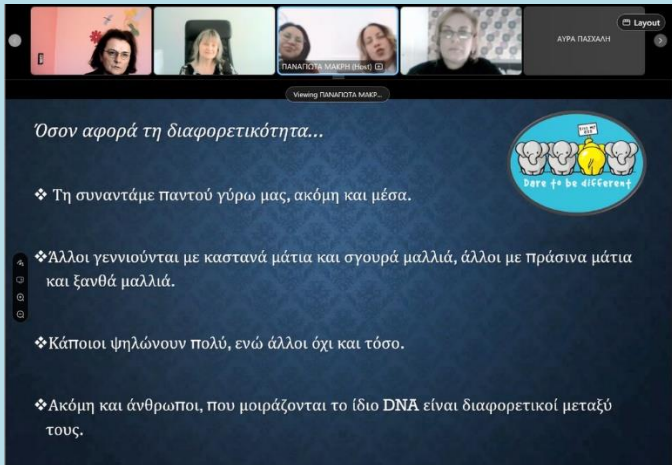 Layout
ΠΑΝΑΓΙΩΤΑ ΜΑΚΡΗ (Host)
ΑΥΡΑ ΠΑΣΧΑΛΗ
Viewing ΠΑΝΑΓΙΩΤΑ ΜΑΚΡ...
Όσον αφορά τη διαφορετικότητα...
Dare to be different
❖ Τη συναντάμε παντού γύρω μας, ακόμη και μέσα.
❖Άλλοι γεννιούνται με καστανά μάτια και σγουρά μαλλιά, άλλοι με πράσινα μάτια
και ξανθά μαλλιά.
❖Κάποιοι ψηλώνουν πολύ, ενώ άλλοι όχι και τόσο.
❖Ακόμη και άνθρωποι, που μοιράζονται το ίδιο DNA είναι διαφορετικοί μεταξύ
τους.